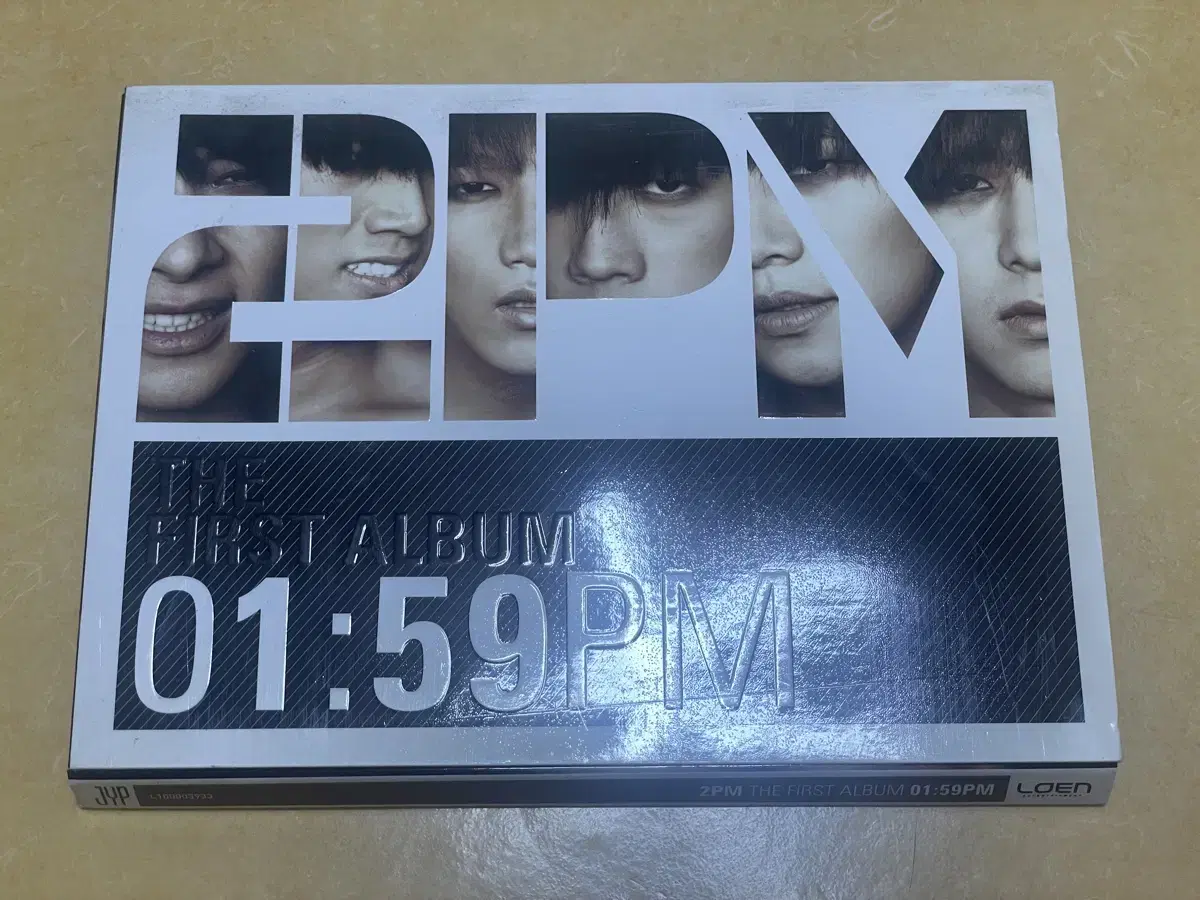 2PM
THE
FIRST ALBUM
01:59PM
JYP
2PM THE FIRST ALBUM 01:59PM
LOEN